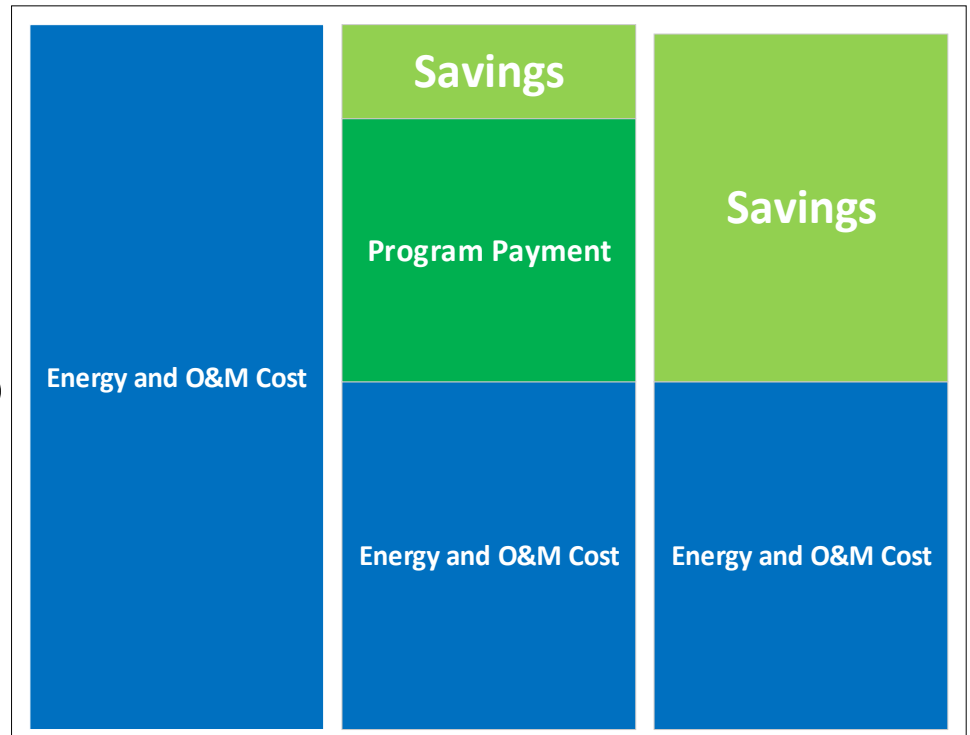 Savings
Savings
Program Payment
Energy and O&M Cost
Energy and O&M Cost
Energy and O&M Cost